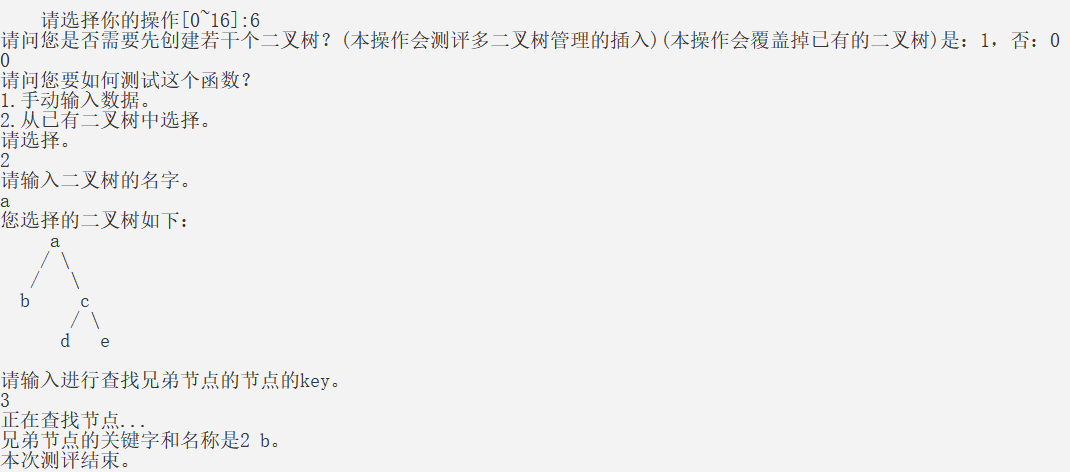 请选择你的操作[0~16]:6
请问您是否需要先创建若干个二叉树？(本操作会测评多二叉树管理的插入)(本操作会覆盖掉已有的二叉树)是：1，否：0
0
请问您要如何测试这个函数？
1.手动输入数据。
2.从已有二叉树中选择。
请选择。
2
请输入二叉树的名字。
a
您选择的二叉树如下：
a
/ \
/ \
b c
/ \
d e
请输入进行查找兄弟节点的节点的key。
3
正在查找节点...
兄弟节点的关键字和名称是2 b。
本次测评结束。